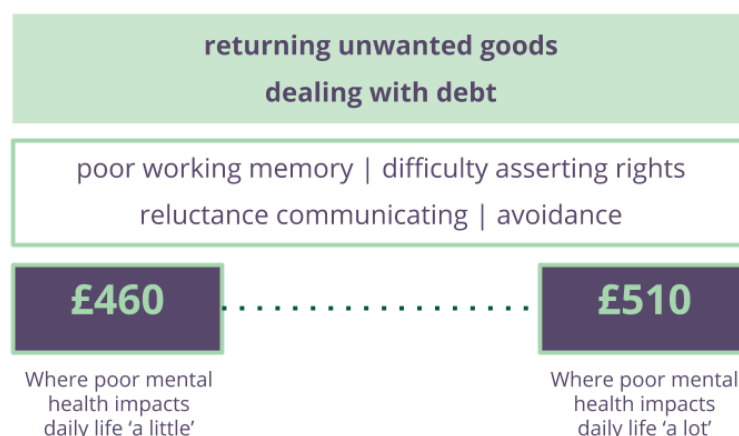 returning unwanted goods
dealing with debt
poor working memory | difficulty asserting rights
reluctance communicating | avoidance
£460
£510
Where poor mental
health impacts
daily life ‘a little’
Where poor mental
health impacts
daily life ‘a lot’